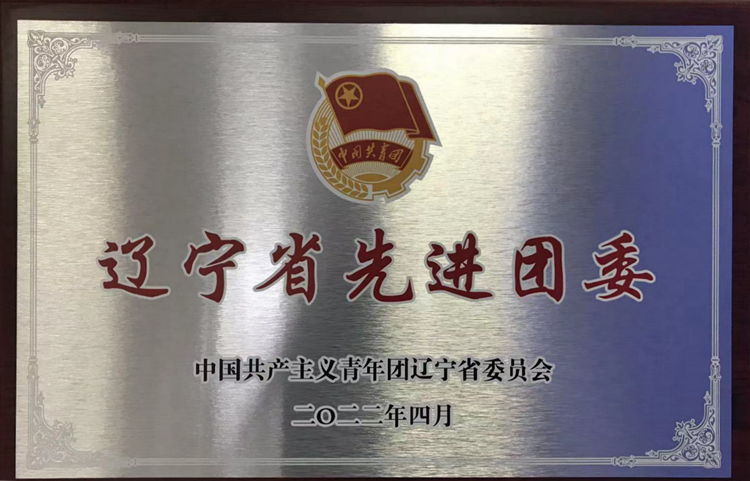 中国共青团
辽宁省先进团委
中国共产主义青年团辽宁省委员会
二〇二二年四月